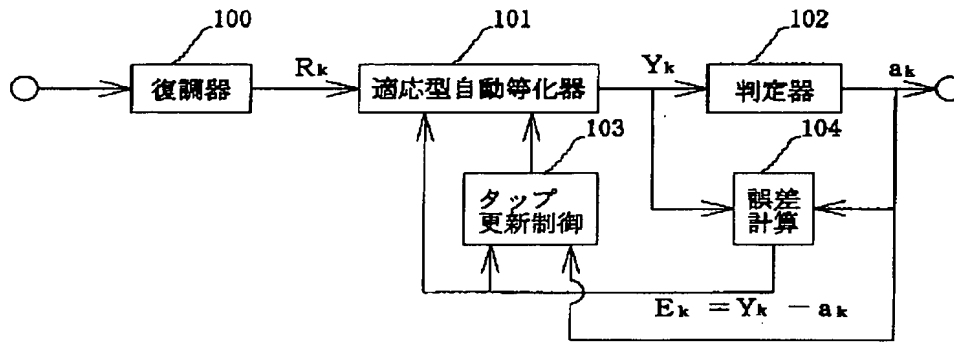 100
101
102
復調器
Rk
適応型自動等化器
Yk
判定器
ak
103
104
タップ
更新制御
誤差
計算
Ek = Yk − ak